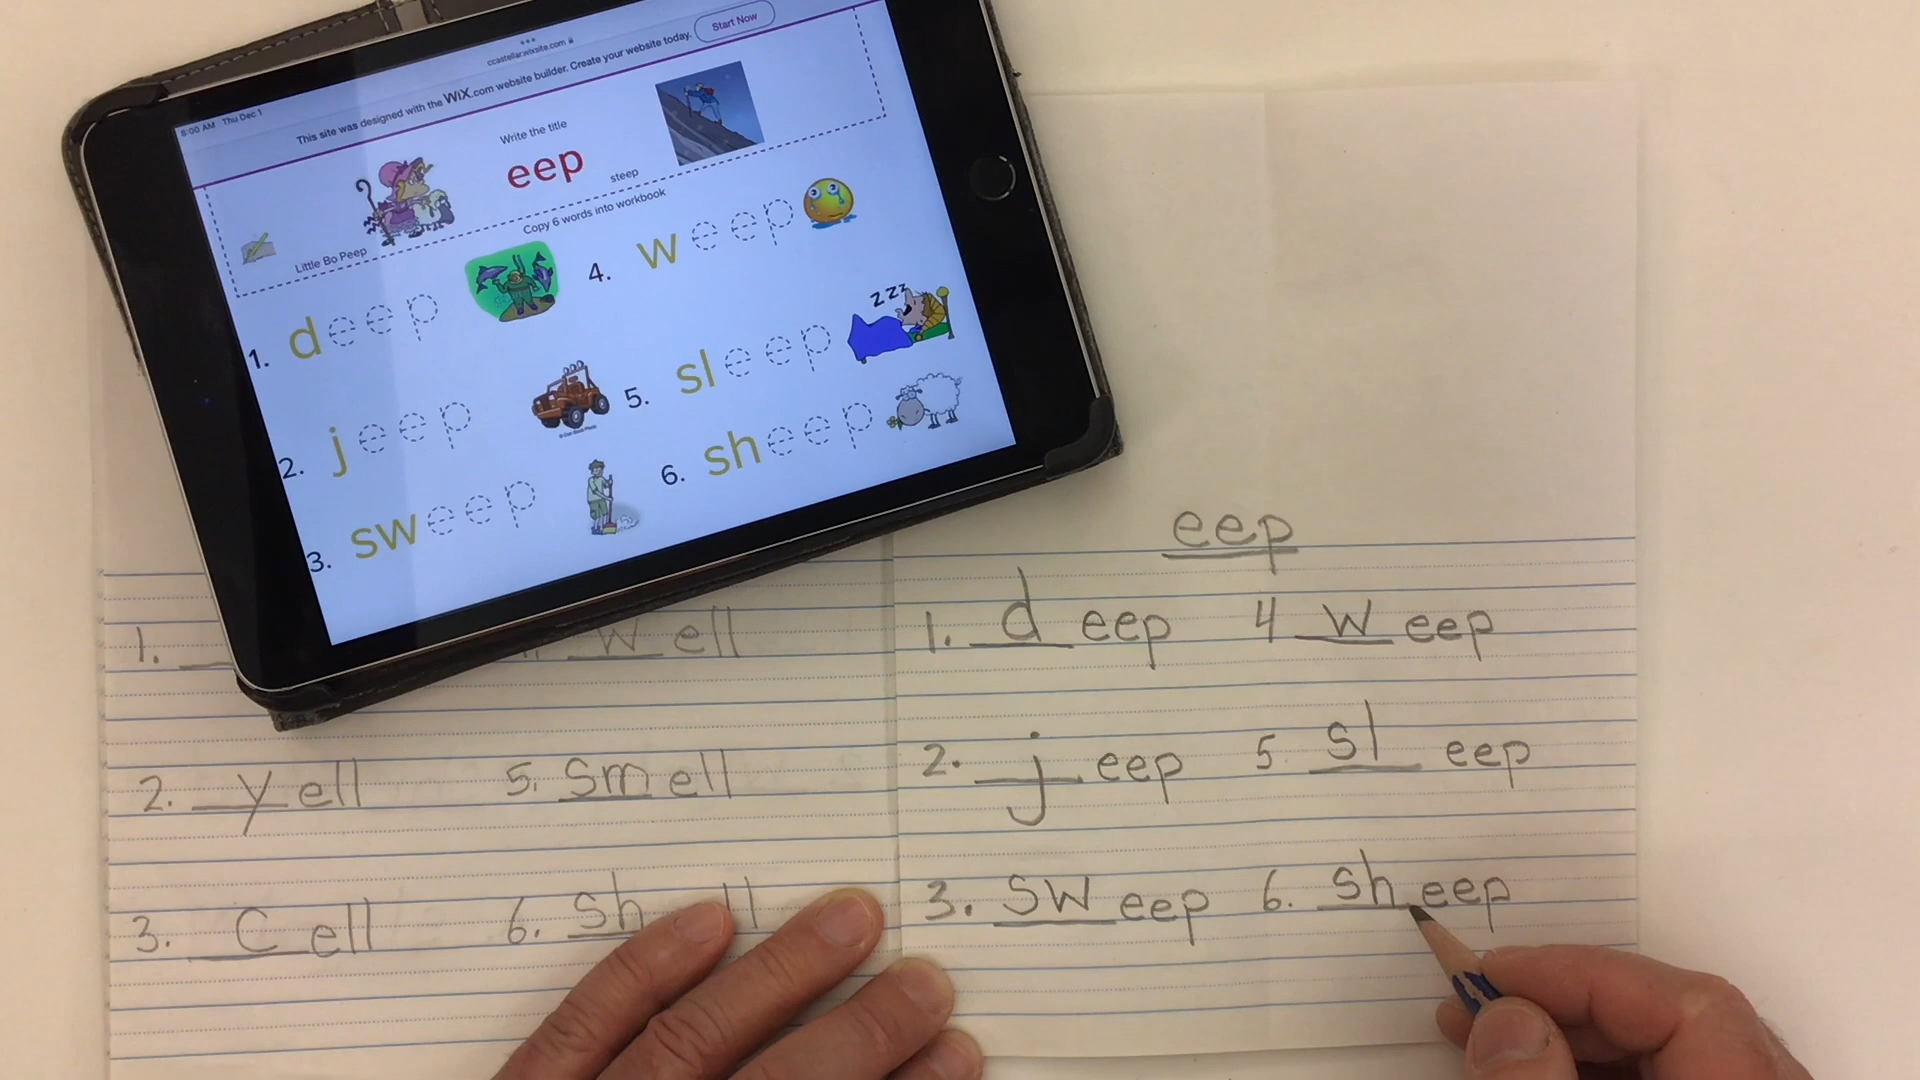 8:00 AM Thu Dec 1
ccastellar.wixsite.com
This site was designed with the WiX.com website builder. Create your website today. Start Now
Write the title
eep
steep
Little Bo Peep
Copy 6 words into workbook
1. deep
4. weep
2. jeep
5. sleep
zzz
3. sweep
6. sheep
1.
w ell
2. y ell
5. sm ell
3. C ell
6. sh ll
eep
1. d eep 4 w eep
2. j eep 5 sl eep
3. sw eep 6. sh eep